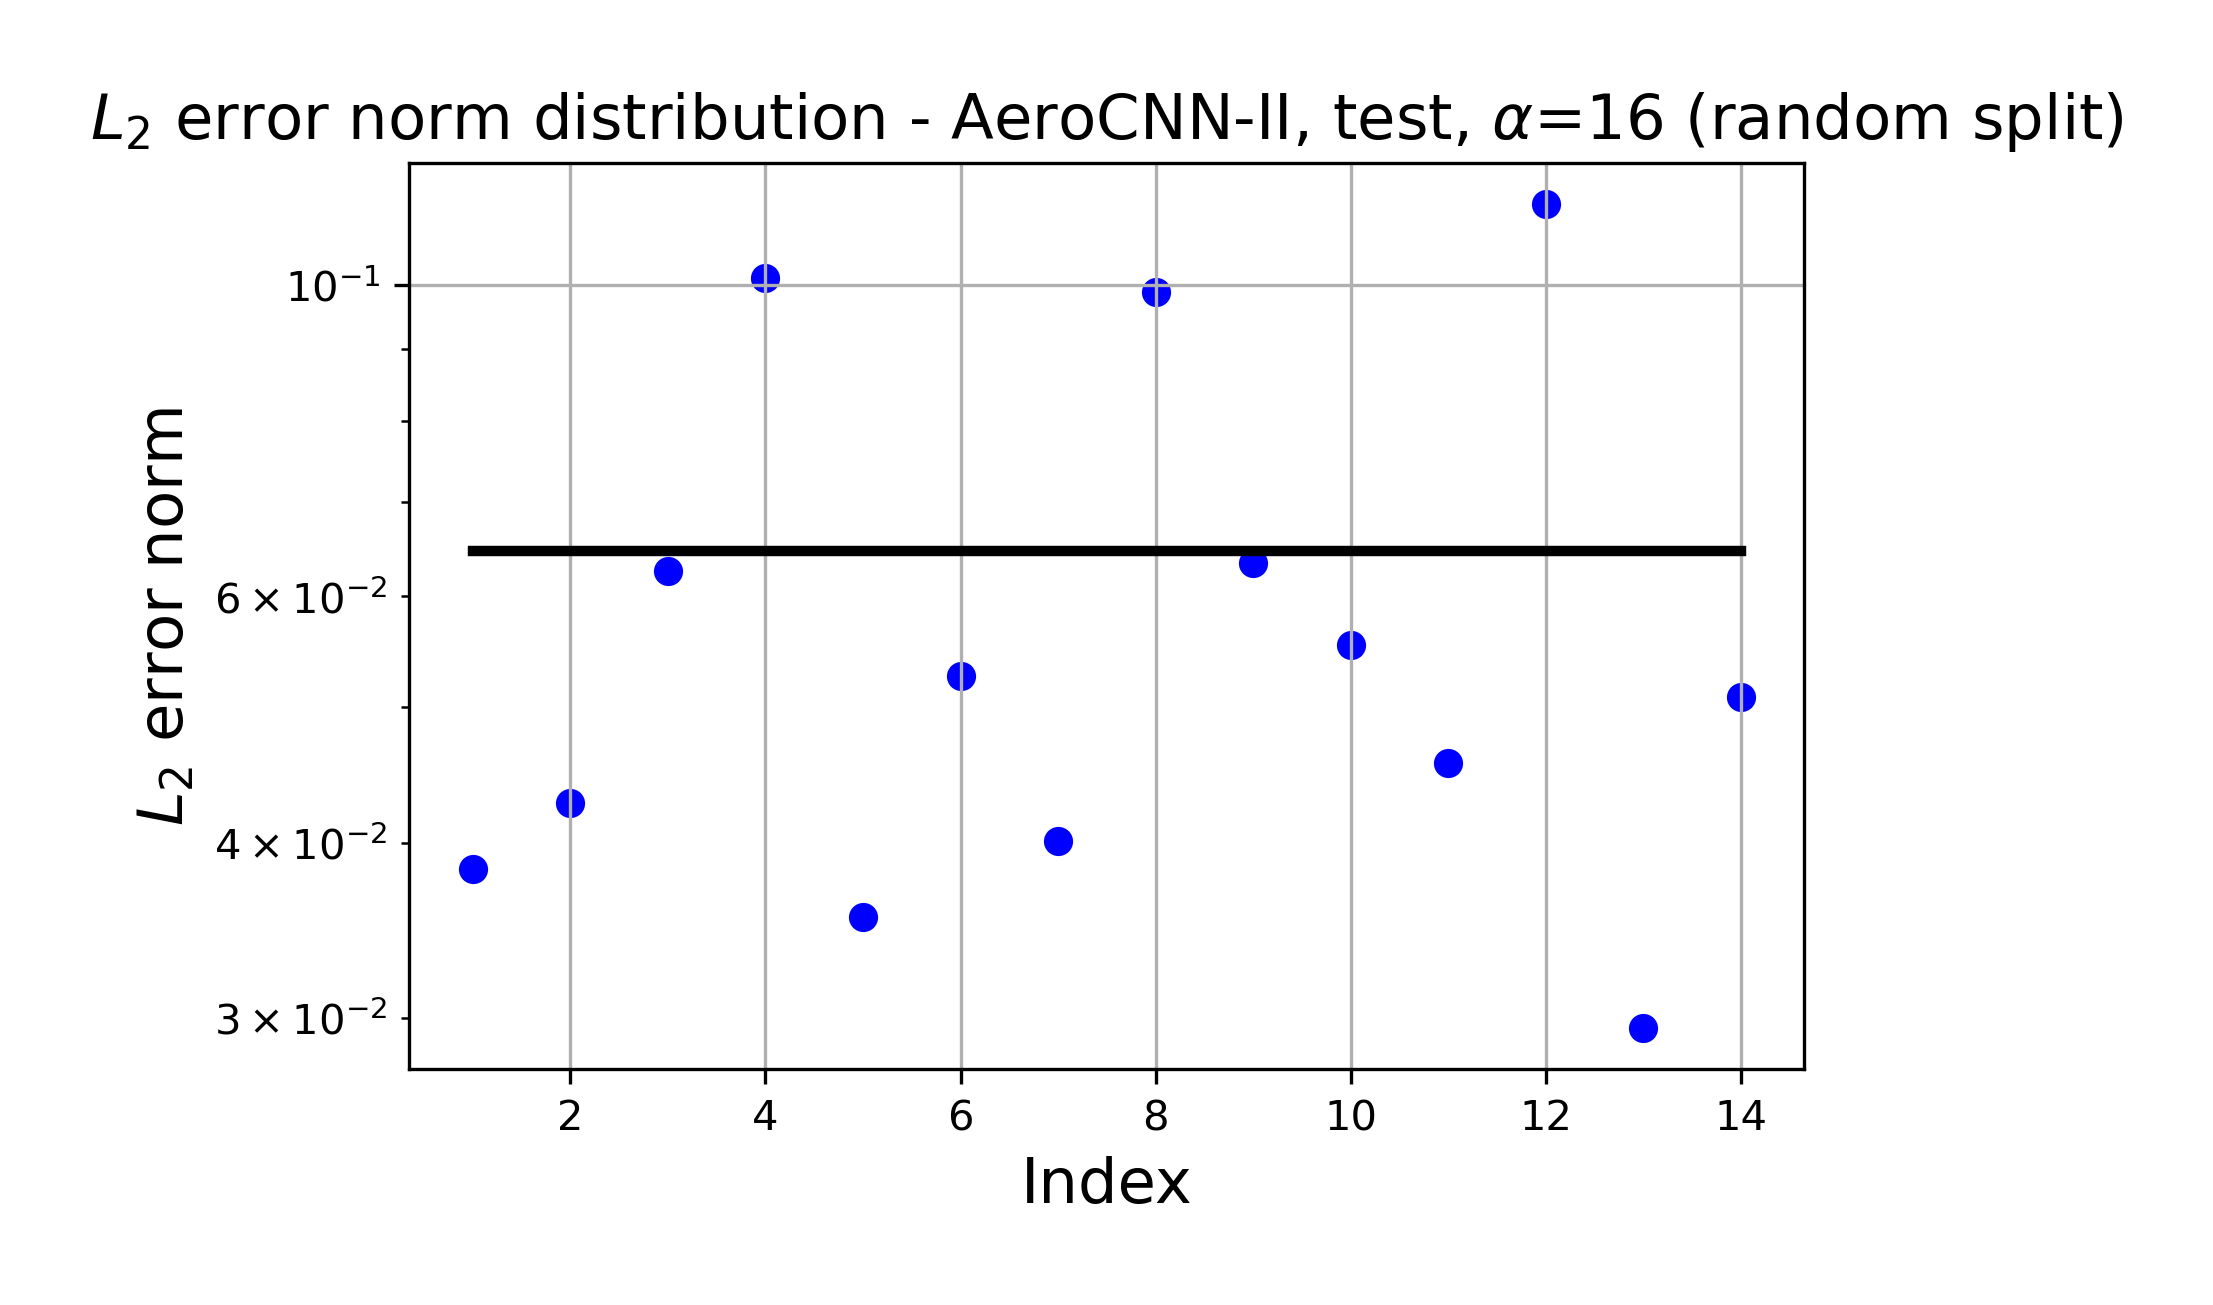 L₂ error norm distribution - AeroCNN-II, test, α=16 (random split)
L₂ error norm
10⁻¹
6 × 10⁻²
4 × 10⁻²
3 × 10⁻²
2 4 6 8 10 12 14
Index